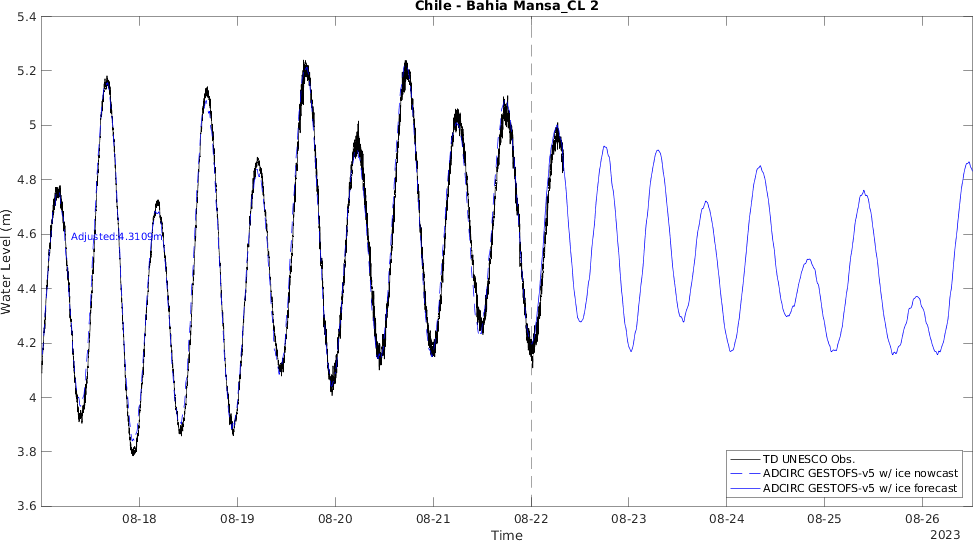 Chile - Bahia Mansa_CL 2
5.4
5.2
5
4.8
4.6
4.4
4.2
4
3.8
3.6
Water Level (m)
Adjusted:4.3109m
TD UNESCO Obs.
ADCIRC GESTOFS-v5 w/ ice nowcast
ADCIRC GESTOFS-v5 w/ ice forecast
08-18 08-19 08-20 08-21 08-22 08-23 08-24 08-25 08-26
Time
2023